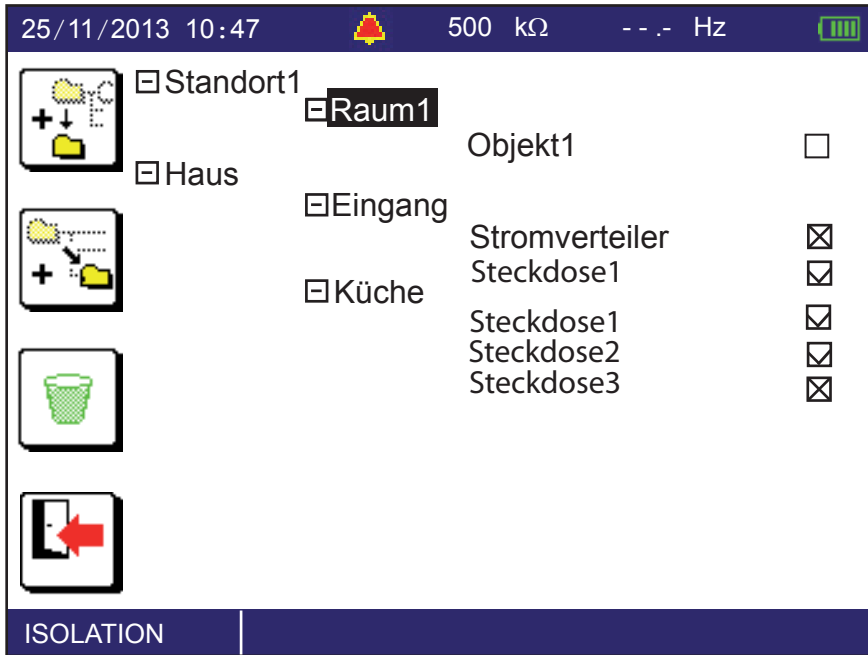 25/11/2013 10:47 500 kΩ - - .- Hz
Standort1
Raum1
Objekt1
Haus
Eingang
Stromverteiler
Steckdose1
Küche
Steckdose1
Steckdose2
Steckdose3
ISOLATION